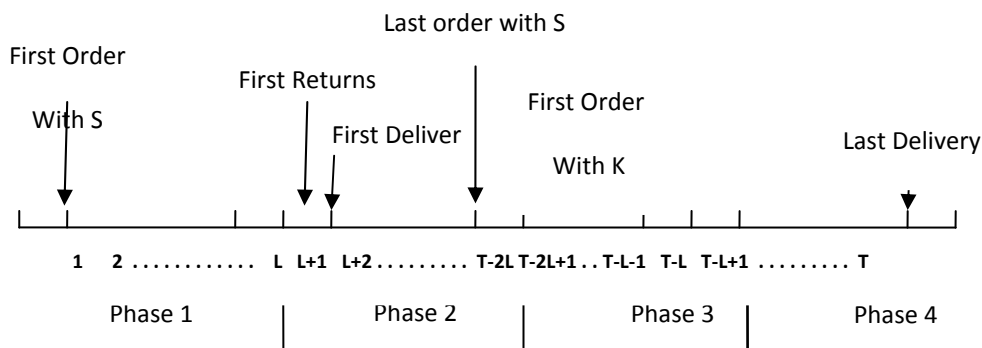 Last order with S
First Order
First Returns
First Order
With S
First Deliver
Last Delivery
With K
1 2 ............. L L+1 L+2......... T-2L T-2L+1 . . T-L-1 T-L T-L+1 ......... T
Phase 1 Phase 2 Phase 3 Phase 4